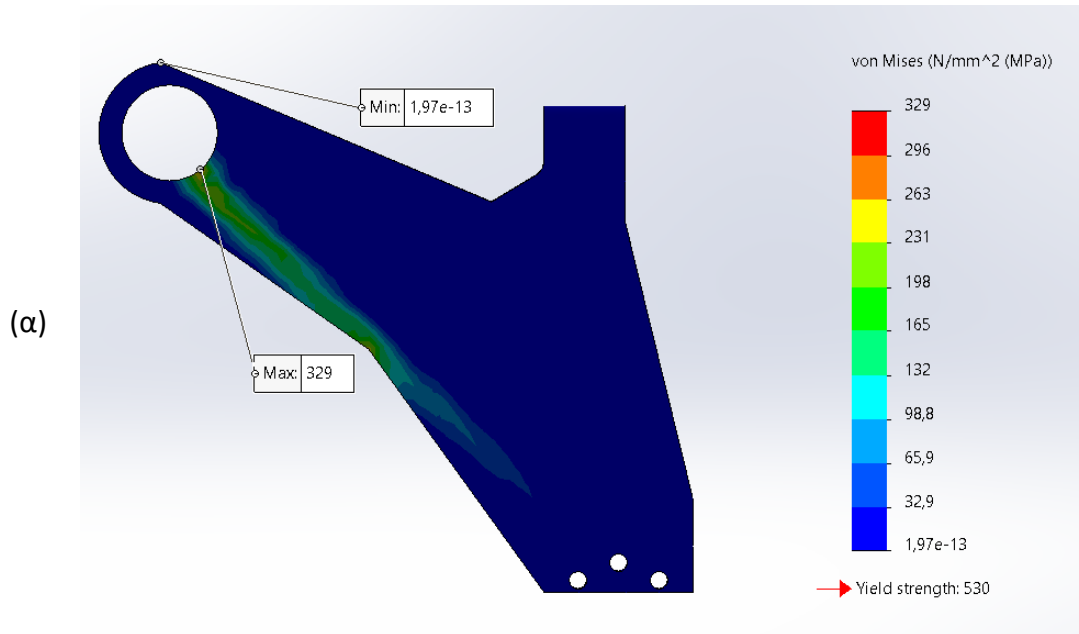 von Mises (N/mm^2 (MPa))
329
296
263
231
198
165
132
98,8
65,9
32,9
1,97e-13
Yield strength: 530
Min: 1,97e-13
Max: 329
(α)